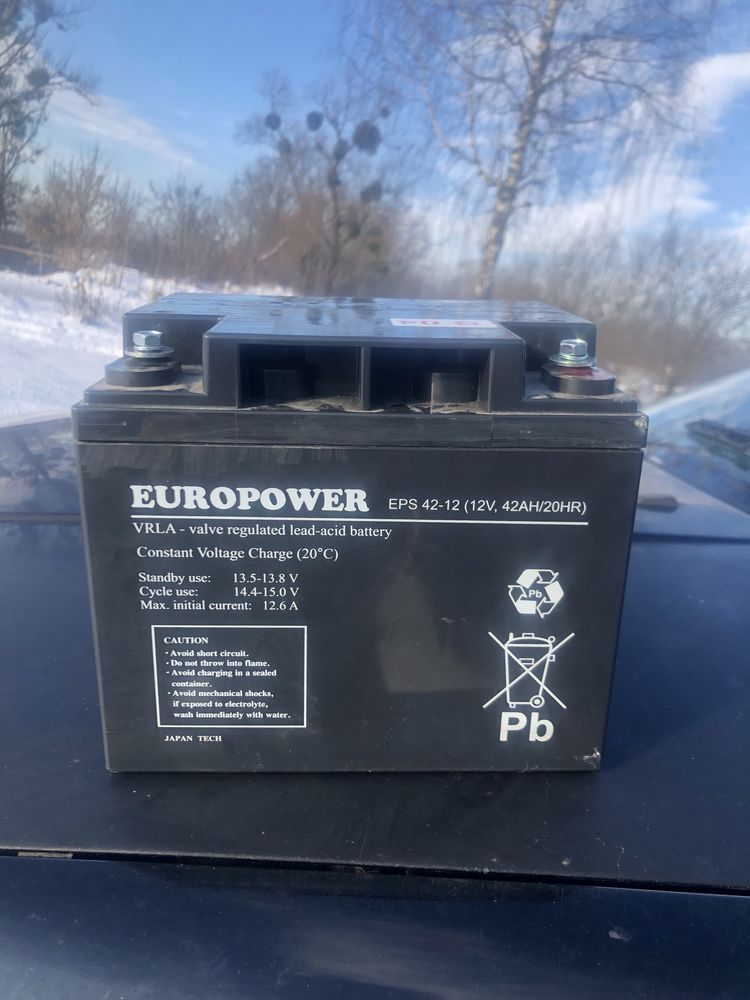 EUROPOWER EPS 42-12 (12V, 42AH/20HR)
VRLA - valve regulated lead-acid battery
Constant Voltage Charge (20°C)
Standby use: 13.5-13.8 V
Cycle use: 14.4-15.0 V
Max. initial current: 12.6 A
Pb
CAUTION
· Avoid short circuit.
· Do not throw into flame.
· Avoid charging in a sealed
container.
· Avoid mechanical shocks,
if exposed to electrolyte,
wash immediately with water.
Pb
JAPAN TECH